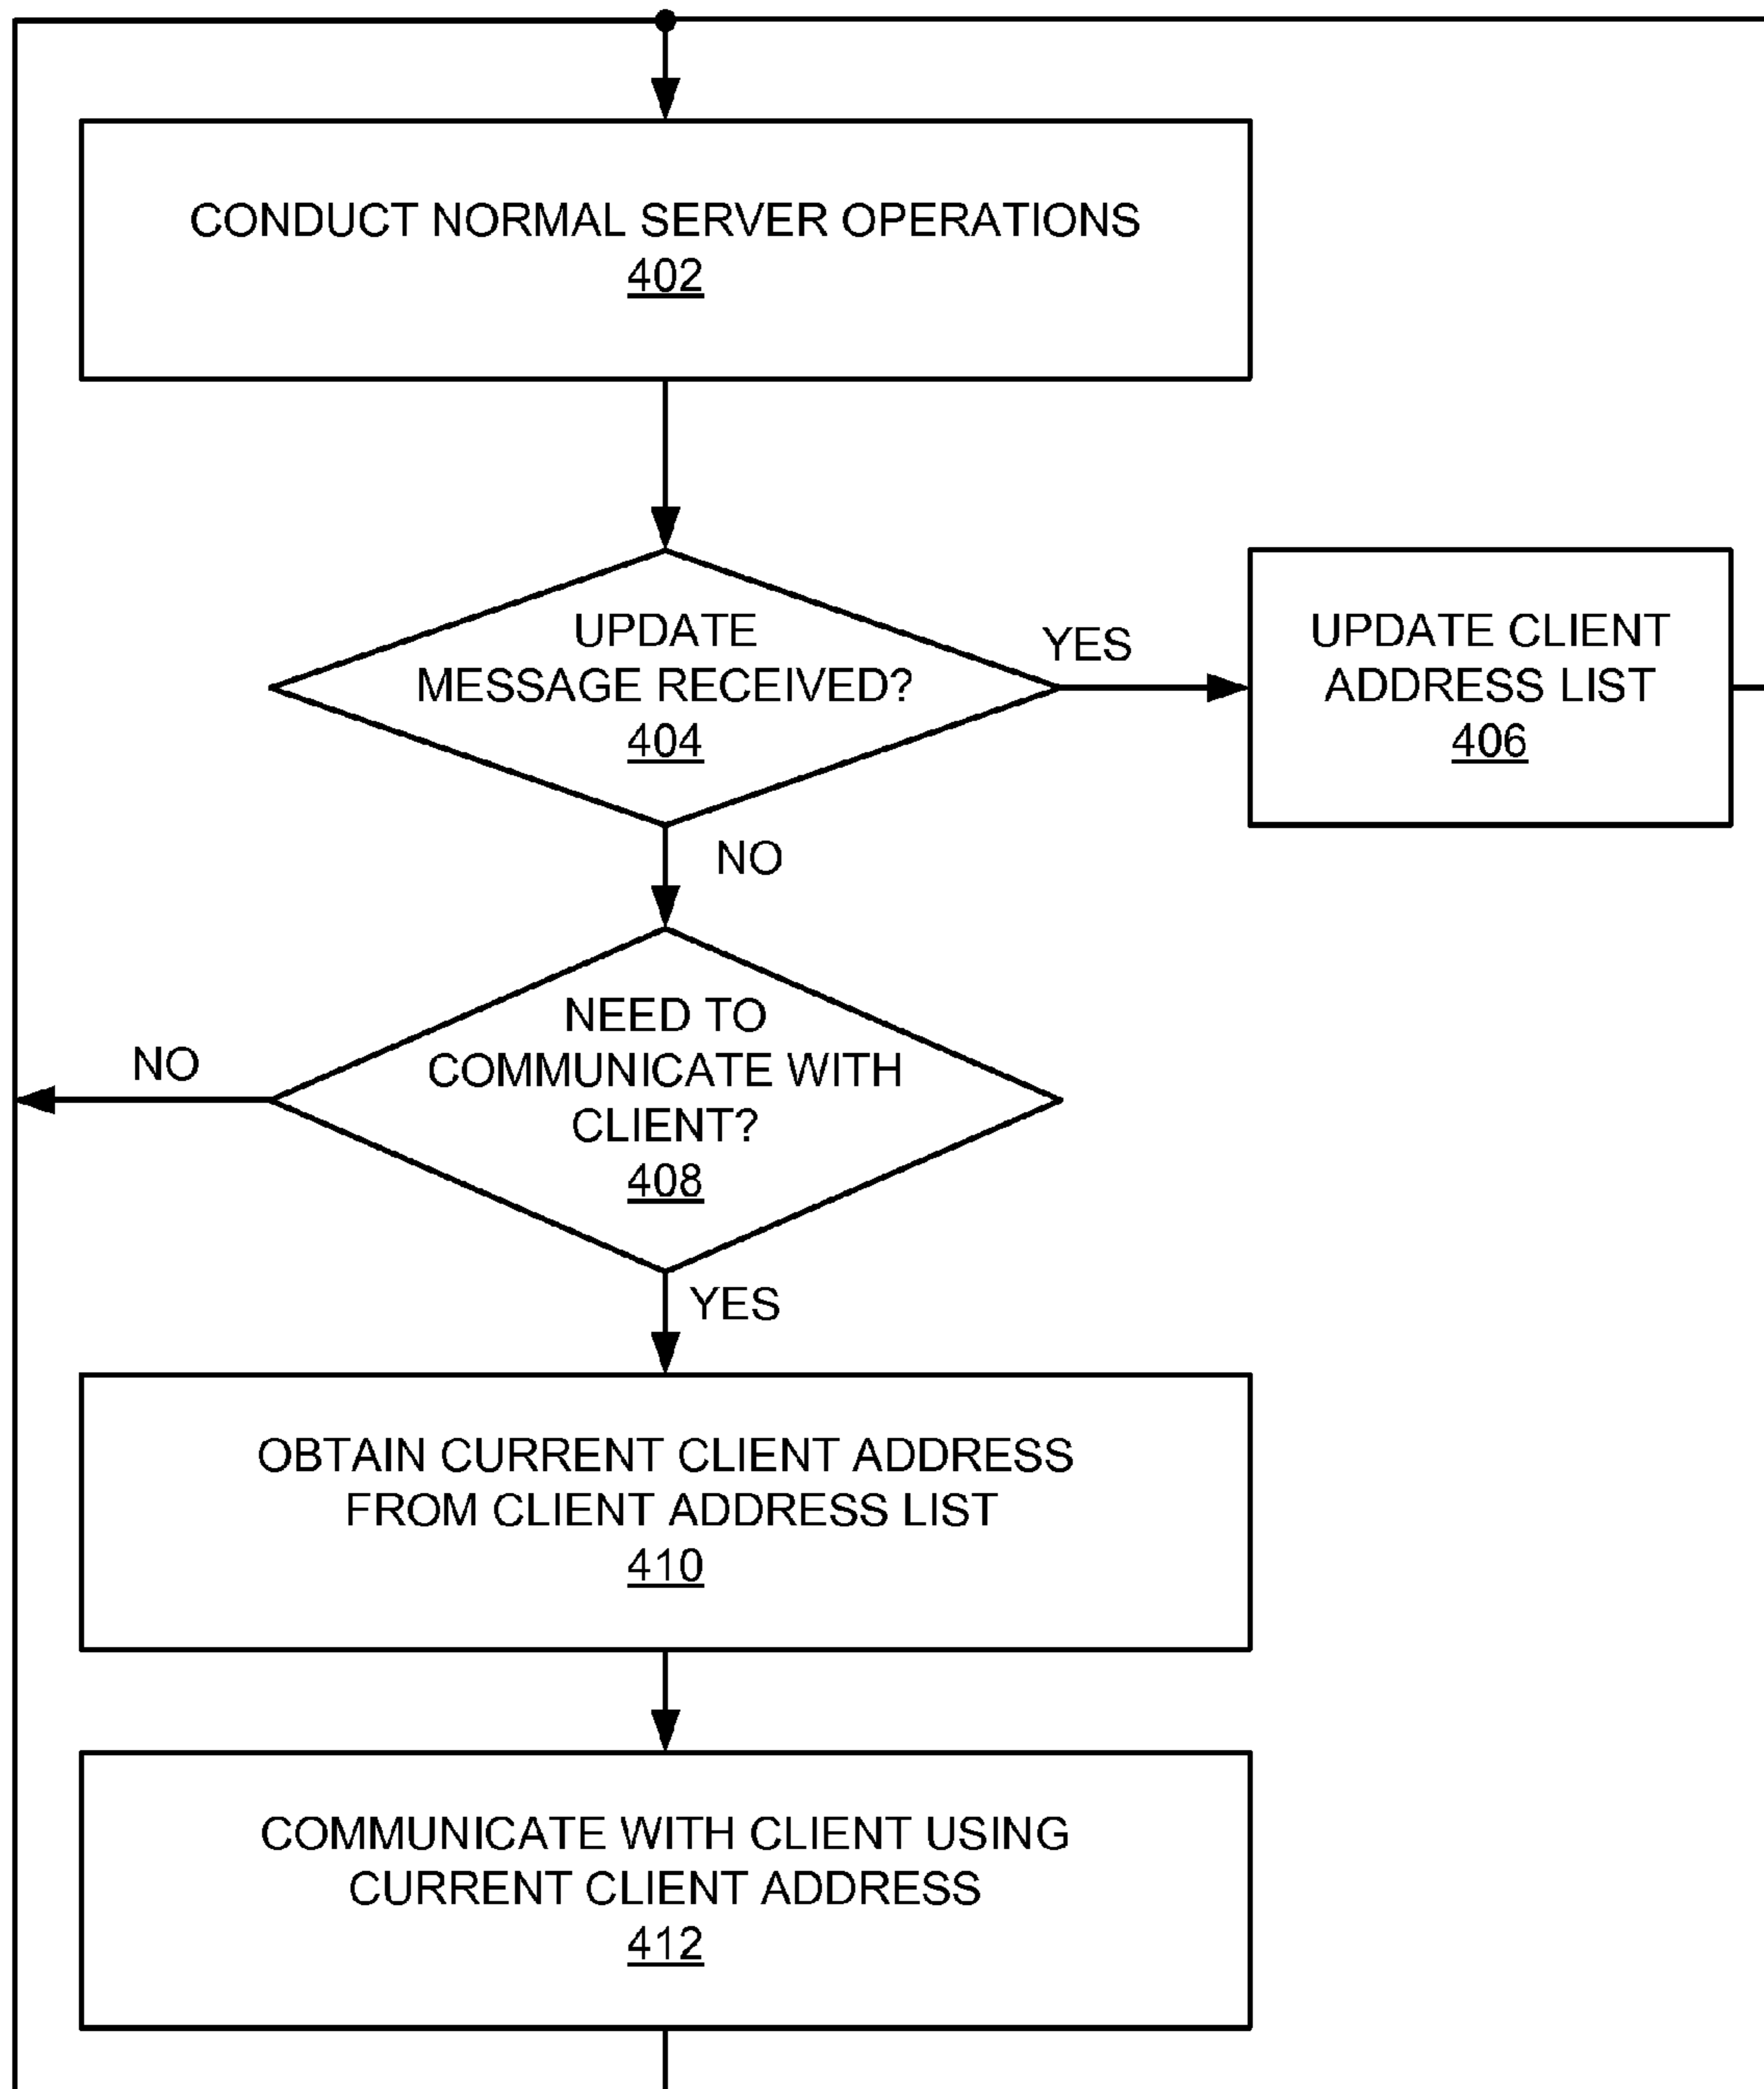 CONDUCT NORMAL SERVER OPERATIONS
402
UPDATE
MESSAGE RECEIVED?
404
YES
UPDATE CLIENT
ADDRESS LIST
406
NO
NEED TO
COMMUNICATE WITH
CLIENT?
408
NO
YES
OBTAIN CURRENT CLIENT ADDRESS
FROM CLIENT ADDRESS LIST
410
COMMUNICATE WITH CLIENT USING
CURRENT CLIENT ADDRESS
412